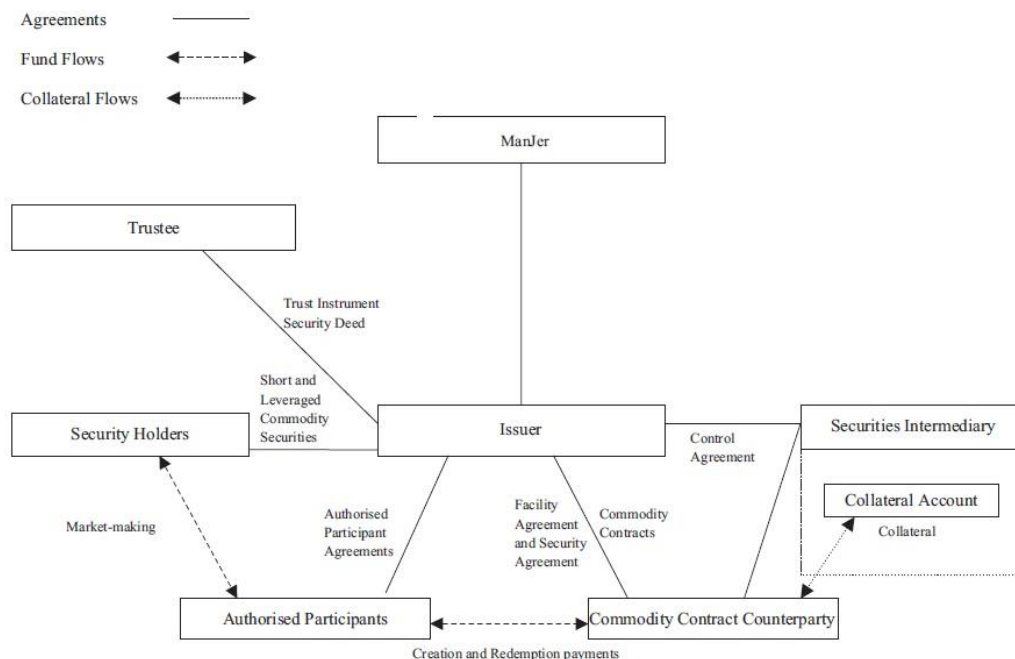 Agreements
Fund Flows
Collateral Flows
ManJer
Trustee
Trust Instrument
Security Deed
Short and
Leveraged
Commodity
Securities
Security Holders
Issuer
Securities Intermediary
Control
Agreement
Collateral Account
Collateral
Market-making
Authorised
Participant
Agreements
Facility
Agreement
and Security
Agreement
Commodity
Contracts
Authorised Participants
Commodity Contract Counterparty
Creation and Redemption payments